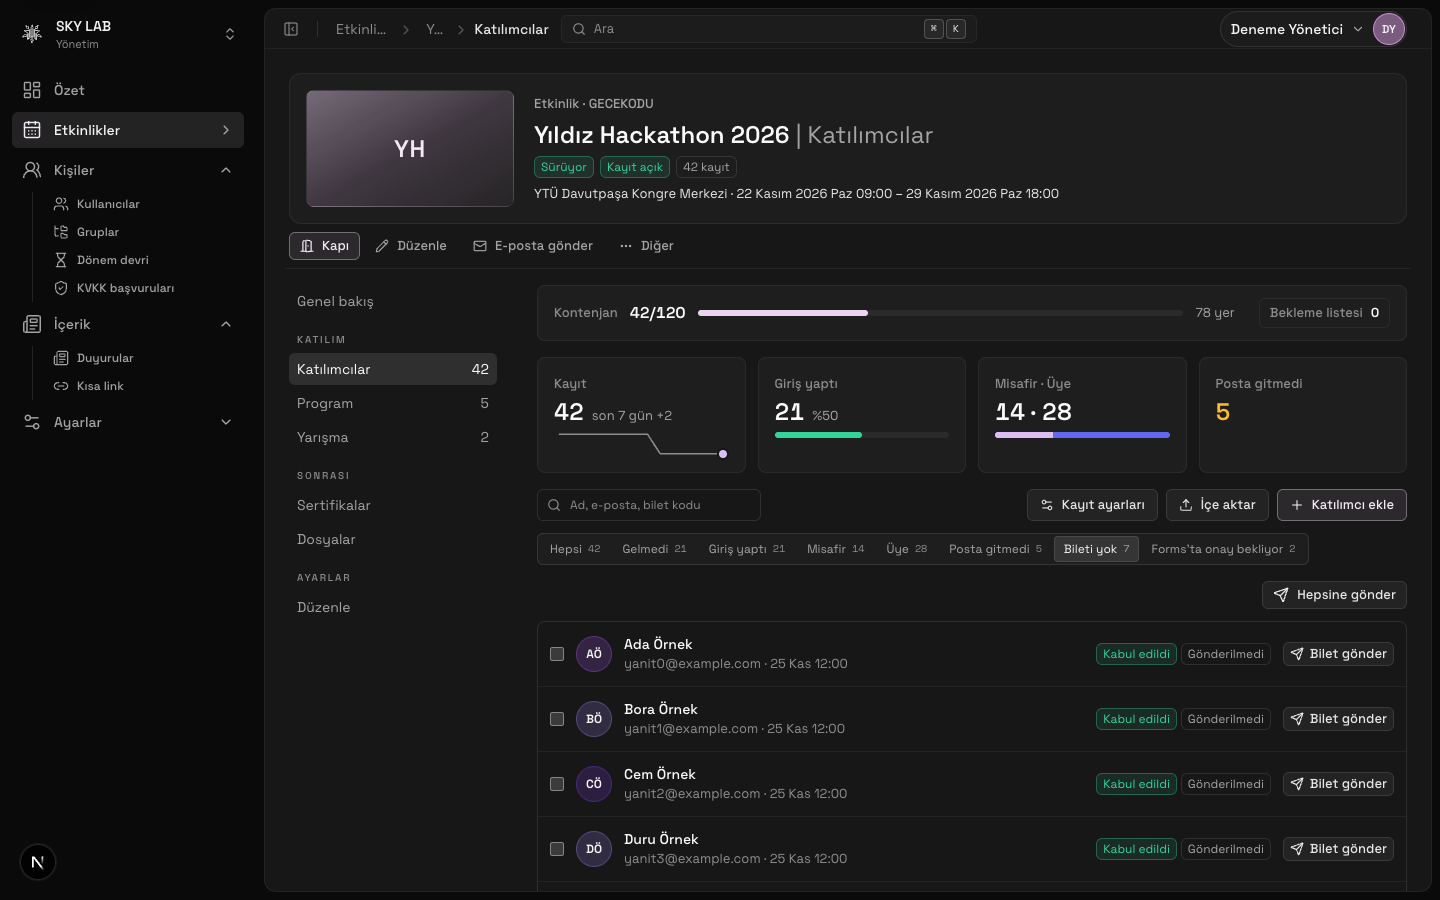 SKY LAB
Yönetim
Özet
Etkinlikler
Kişiler
Kullanıcılar
Gruplar
Dönem devri
KVKK başvuruları
İçerik
Duyurular
Kısa link
Ayarlar
N
Etkinli... > Y... > Katılımcılar
Ara
⌘ K
Deneme Yönetici
DY
YH
Etkinlik · GECEKODU
Yıldız Hackathon 2026 | Katılımcılar
Sürüyor Kayıt açık 42 kayıt
YTÜ Davutpaşa Kongre Merkezi · 22 Kasım 2026 Paz 09:00 – 29 Kasım 2026 Paz 18:00
Kapı Düzenle E-posta gönder Diğer
Genel bakış
KATILIM
Katılımcılar 42
Program 5
Yarışma 2
SONRASI
Sertifikalar
Dosyalar
AYARLAR
Düzenle
Kontenjan 42/120 78 yer Bekleme listesi 0
Kayıt
42 son 7 gün +2
Giriş yaptı
21 %50
Misafir · Üye
14 · 28
Posta gitmedi
5
Ad, e-posta, bilet kodu
Kayıt ayarları İçe aktar Katılımcı ekle
Hepsi 42 Gelmedi 21 Giriş yaptı 21 Misafir 14 Üye 28 Posta gitmedi 5 Bileti yok 7 Forms'ta onay bekliyor 2
Hepsine gönder
AÖ Ada Örnek
yanit0@example.com · 25 Kas 12:00
Kabul edildi Gönderilmedi Bilet gönder
BÖ Bora Örnek
yanit1@example.com · 25 Kas 12:00
Kabul edildi Gönderilmedi Bilet gönder
CÖ Cem Örnek
yanit2@example.com · 25 Kas 12:00
Kabul edildi Gönderilmedi Bilet gönder
DÖ Duru Örnek
yanit3@example.com · 25 Kas 12:00
Kabul edildi Gönderilmedi Bilet gönder